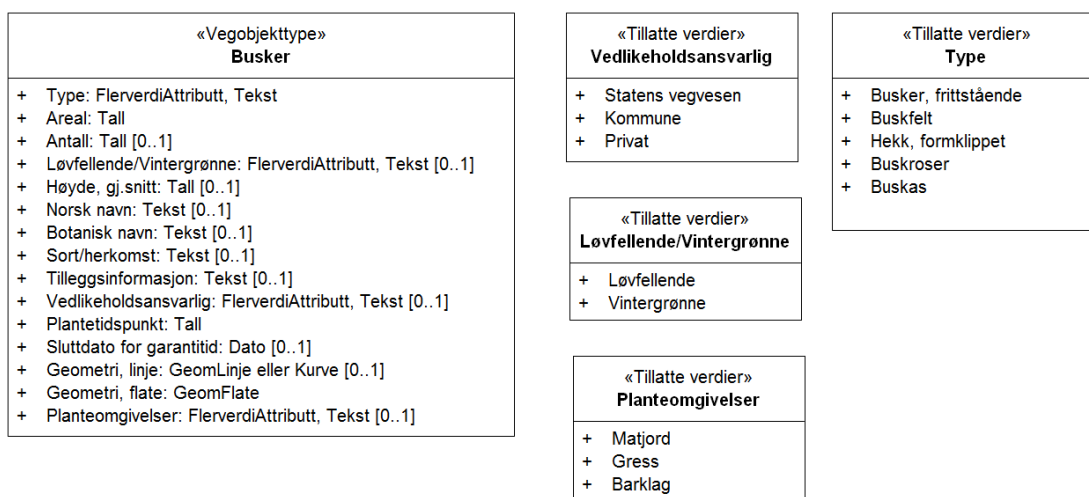 «Vegobjekttype»
Busker
+ Type: FlerverdiAttributt, Tekst
+ Areal: Tall
+ Antall: Tall [0..1]
+ Løvfellende/Vintergrønne: FlerverdiAttributt, Tekst [0..1]
+ Høyde, gj.snitt: Tall [0..1]
+ Norsk navn: Tekst [0..1]
+ Botanisk navn: Tekst [0..1]
+ Sort/herkomst: Tekst [0..1]
+ Tilleggsinformasjon: Tekst [0..1]
+ Vedlikeholdsansvarlig: FlerverdiAttributt, Tekst [0..1]
+ Plantetidspunkt: Tall
+ Sluttdato for garantitid: Dato [0..1]
+ Geometri, linje: GeomLinje eller Kurve [0..1]
+ Geometri, flate: GeomFlate
+ Planteomgivelser: FlerverdiAttributt, Tekst [0..1]
«Tillatte verdier»
Vedlikeholdsansvarlig
+ Statens vegvesen
+ Kommune
+ Privat
«Tillatte verdier»
Løvfellende/Vintergrønne
+ Løvfellende
+ Vintergrønne
«Tillatte verdier»
Planteomgivelser
+ Matjord
+ Gress
+ Barklag
«Tillatte verdier»
Type
+ Busker, frittstående
+ Buskfelt
+ Hekk, formklippet
+ Buskroser
+ Buskas